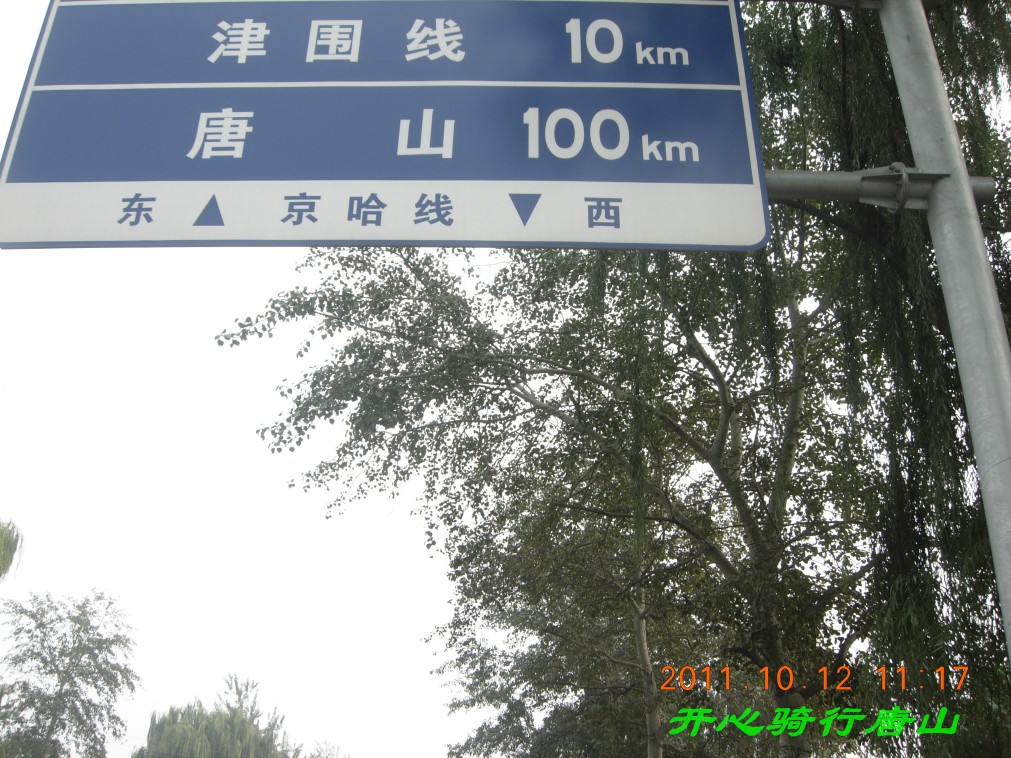 津围线 10 km
唐山 100 km
东 ▲ 京哈线 ▼ 西
2011.10.12 11:17
开心骑行唐山